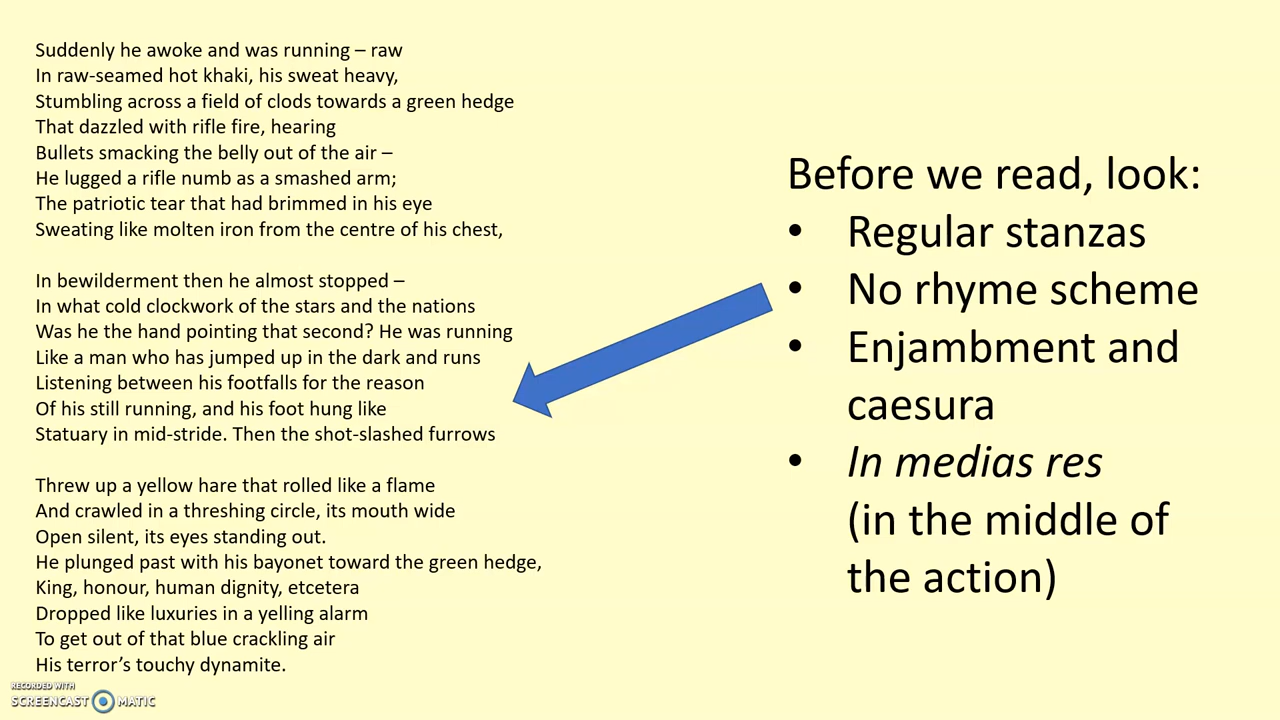 Suddenly he awoke and was running – raw
In raw-seamed hot khaki, his sweat heavy,
Stumbling across a field of clods towards a green hedge
That dazzled with rifle fire, hearing
Bullets smacking the belly out of the air –
He lugged a rifle numb as a smashed arm;
The patriotic tear that had brimmed in his eye
Sweating like molten iron from the centre of his chest,
In bewilderment then he almost stopped –
In what cold clockwork of the stars and the nations
Was he the hand pointing that second? He was running
Like a man who has jumped up in the dark and runs
Listening between his footfalls for the reason
Of his still running, and his foot hung like
Statuary in mid-stride. Then the shot-slashed furrows
Threw up a yellow hare that rolled like a flame
And crawled in a threshing circle, its mouth wide
Open silent, its eyes standing out.
He plunged past with his bayonet toward the green hedge,
King, honour, human dignity, etcetera
Dropped like luxuries in a yelling alarm
To get out of that blue crackling air
His terror’s touchy dynamite.
Before we read, look:
• Regular stanzas
• No rhyme scheme
• Enjambment and
caesura
• In medias res
(in the middle of
the action)
RECORDED WITH
SCREENCAST MATIC